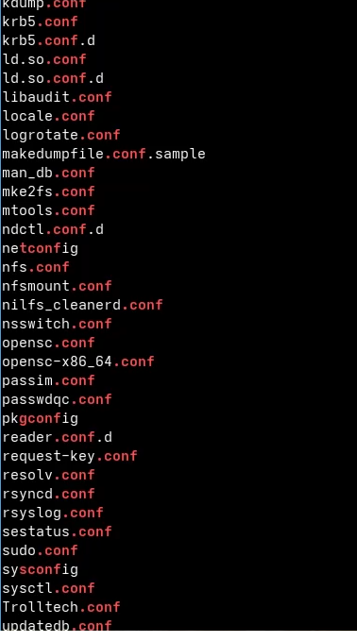 kdump.conf
krb5.conf
krb5.conf.d
ld.so.conf
ld.so.conf.d
libaudit.conf
locale.conf
logrotate.conf
makedumpfile.conf.sample
man_db.conf
mke2fs.conf
mtools.conf
ndctl.conf.d
netconfig
nfs.conf
nfsmount.conf
nilfs_cleanerd.conf
nsswitch.conf
opensc.conf
opensc-x86_64.conf
passim.conf
passwdqc.conf
pkgconfig
reader.conf.d
request-key.conf
resolv.conf
rsyncd.conf
rsyslog.conf
sestatus.conf
sudo.conf
sysconfig
sysctl.conf
Trolltech.conf
updatedb.conf